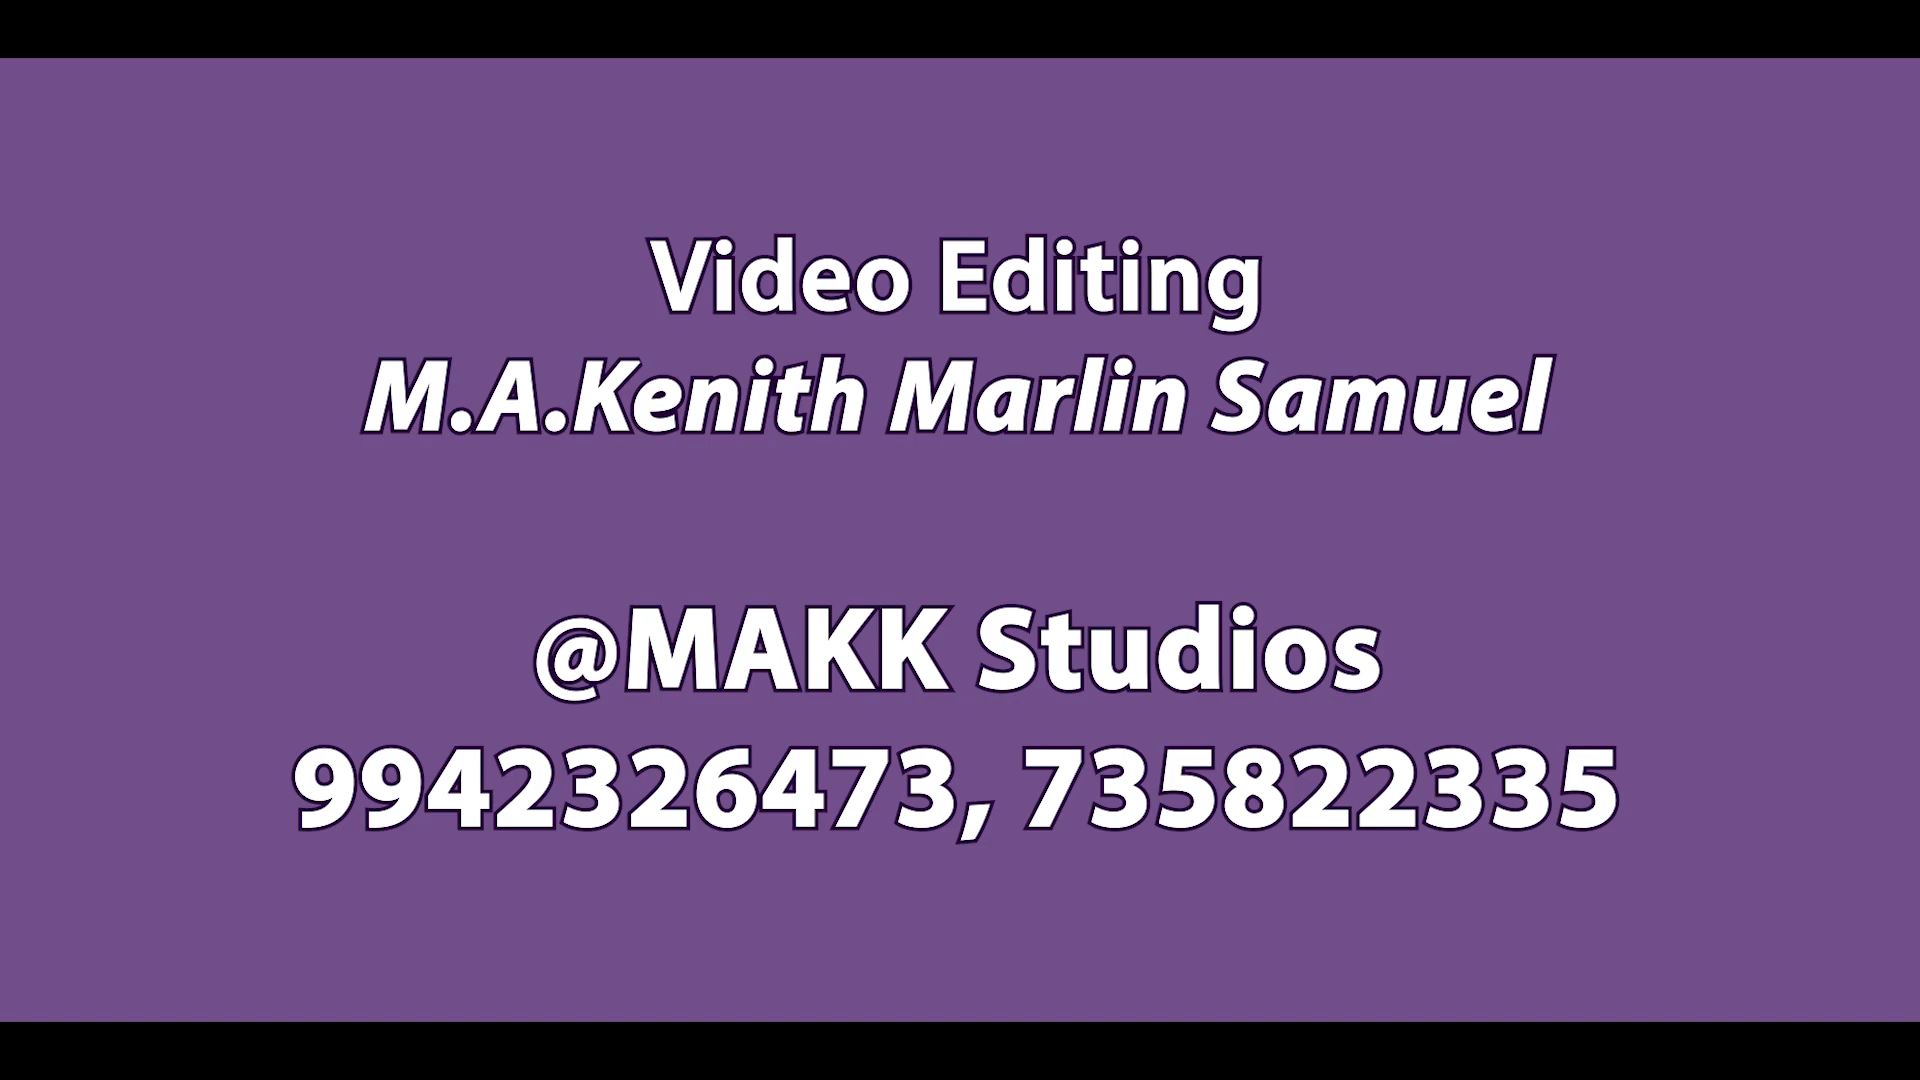 Video Editing
M.A.Kenith Marlin Samuel
@MAKK Studios
9942326473, 735822335